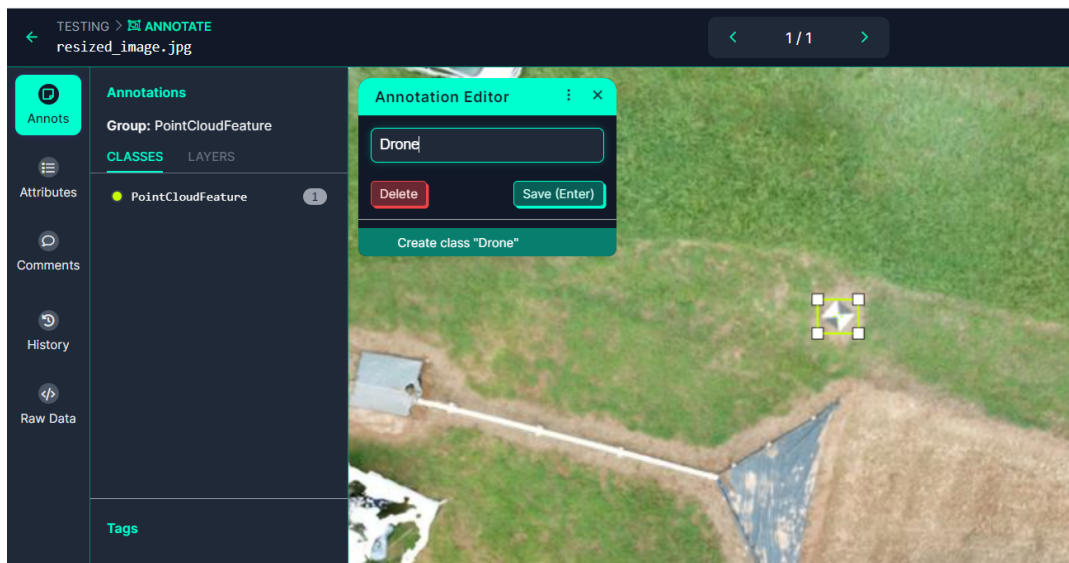 TESTING > ANNOTATE
resized_image.jpg
1 / 1
Annots
Attributes
Comments
History
Raw Data
Annotations
Group: PointCloudFeature
CLASSES LAYERS
PointCloudFeature 1
Tags
Annotation Editor
Drone
Delete Save (Enter)
Create class "Drone"